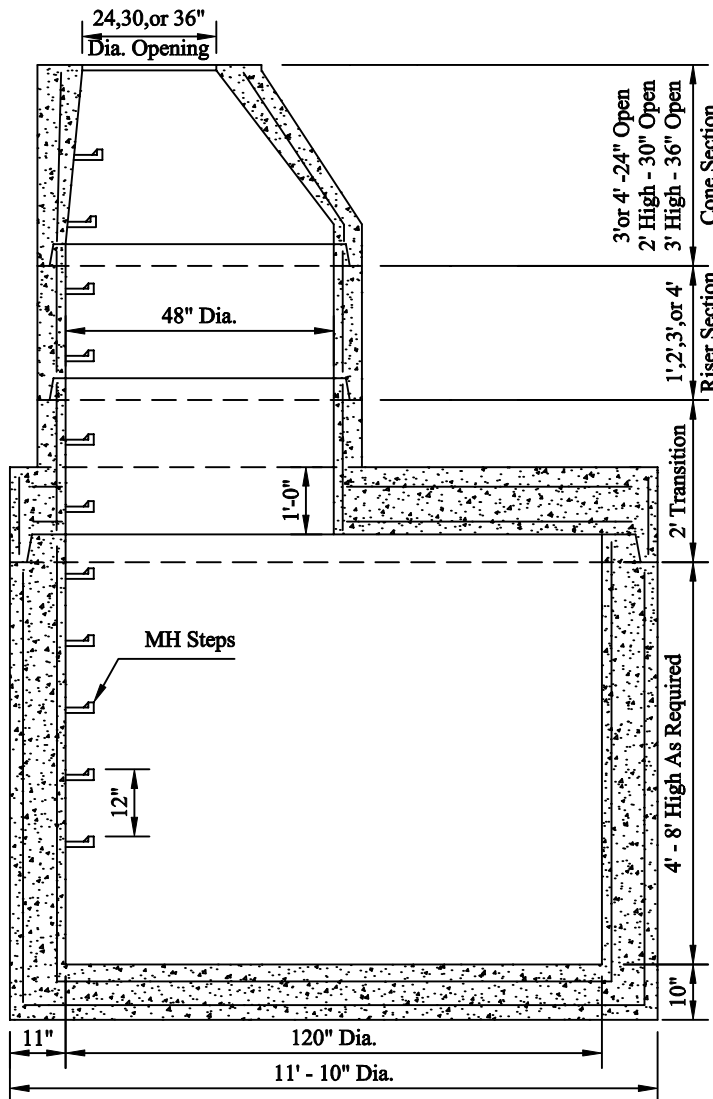 24,30,or 36"
Dia. Opening
3'or 4' -24" Open
2' High - 30" Open
3' High - 36" Open
Cone Section
48" Dia.
1',2',3',or 4'
Riser Section
1'-0"
2' Transition
MH Steps
12"
4' - 8' High As Required
10"
11"
120" Dia.
11' - 10" Dia.